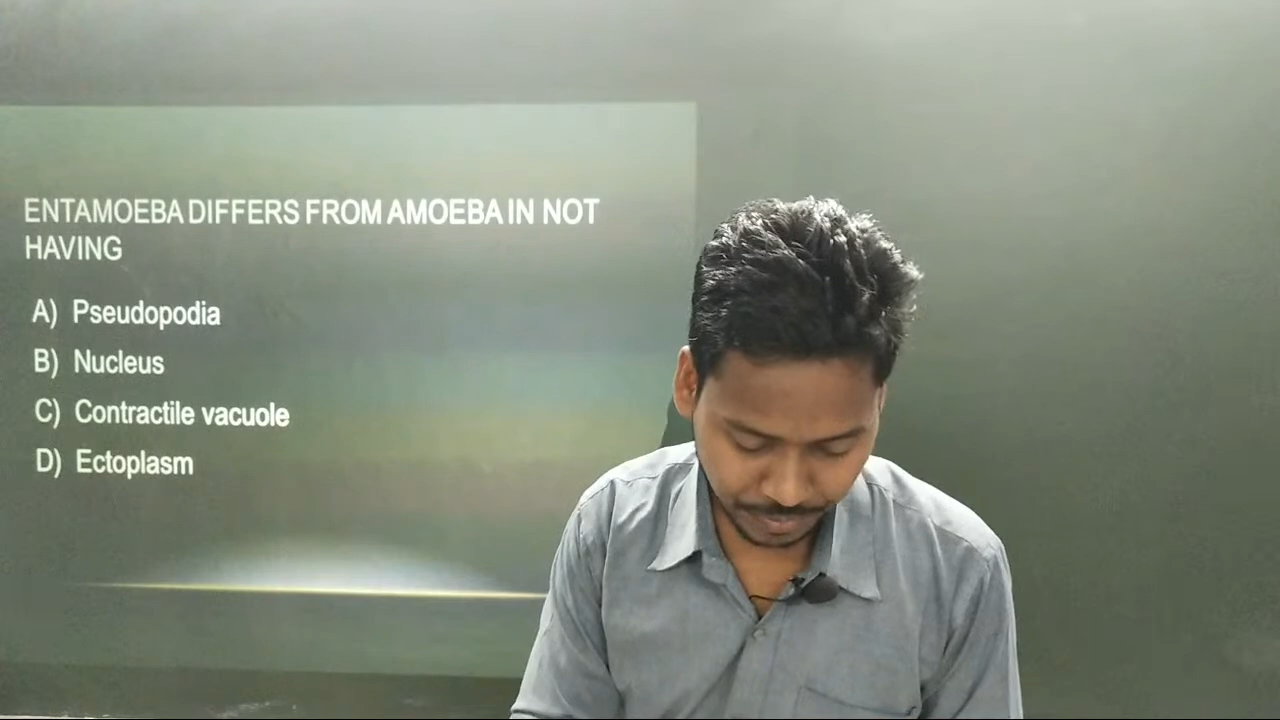 ENTAMOEBA DIFFERS FROM AMOEBA IN NOT
HAVING
A) Pseudopodia
B) Nucleus
C) Contractile vacuole
D) Ectoplasm